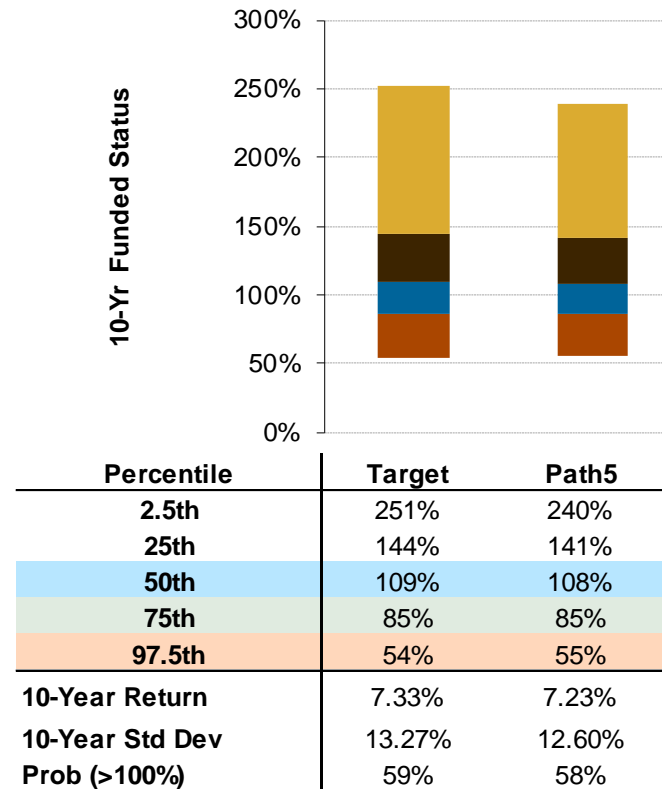 300%
250%
200%
150%
100%
50%
0%
10-Yr Funded Status
Percentile Target Path5
2.5th 251% 240%
25th 144% 141%
50th 109% 108%
75th 85% 85%
97.5th 54% 55%
10-Year Return 7.33% 7.23%
10-Year Std Dev 13.27% 12.60%
Prob (>100%) 59% 58%